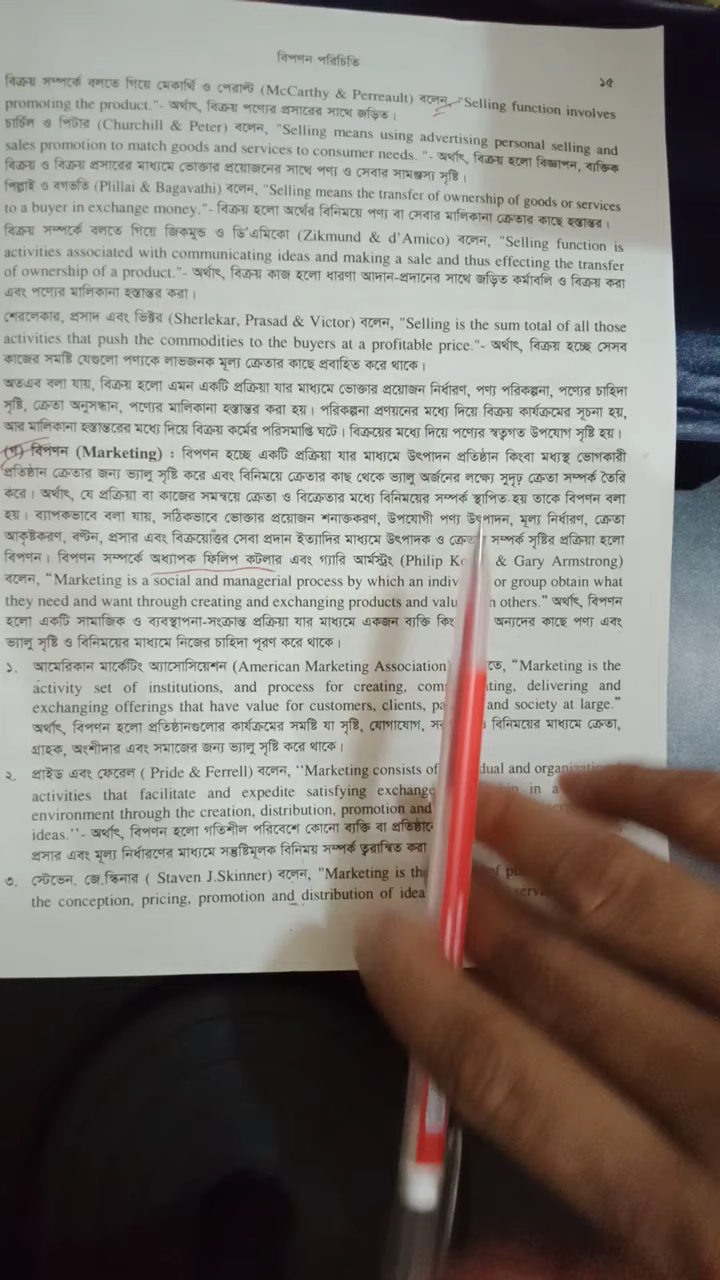 বিপণন পরিচিতি
১৫
বিক্রয় সম্পর্কে বলতে গিয়ে মেকার্থি ও পেরাল্ট (McCarthy & Perreault) বলেন, "Selling function involves
promoting the product."- অর্থাৎ, বিক্রয় পণ্যের প্রসারের সাথে জড়িত।
চার্চিল ও পিটার (Churchill & Peter) বলেন, "Selling means using advertising personal selling and
sales promotion to match goods and services to consumer needs. "- অর্থাৎ, বিক্রয় হলো বিজ্ঞাপন, ব্যক্তিক
বিক্রয় ও বিক্রয় প্রসারের মাধ্যমে ভোক্তার প্রয়োজনের সাথে পণ্য ও সেবার সামঞ্জস্য সৃষ্টি।
পিল্লাই ও বগভতি (Plillai & Bagavathi) বলেন, "Selling means the transfer of ownership of goods or services
to a buyer in exchange money."- বিক্রয় হলো অর্থের বিনিময়ে পণ্য বা সেবার মালিকানা ক্রেতার কাছে হস্তান্তর।
বিক্রয় সম্পর্কে বলতে গিয়ে জিকমুন্ড ও ডি'এমিকো (Zikmund & d’Amico) বলেন, "Selling function is
activities associated with communicating ideas and making a sale and thus effecting the transfer
of ownership of a product."- অর্থাৎ, বিক্রয় কাজ হলো ধারণা আদান-প্রদানের সাথে জড়িত কর্মাবলি ও বিক্রয় করা
এবং পণ্যের মালিকানা হস্তান্তর করা।
শেরলেকার, প্রসাদ এবং ভিক্টর (Sherlekar, Prasad & Victor) বলেন, "Selling is the sum total of all those
activities that push the commodities to the buyers at a profitable price."- অর্থাৎ, বিক্রয় হচ্ছে সেসব
কাজের সমষ্টি যেগুলো পণ্যকে লাভজনক মূল্য ক্রেতার কাছে প্রবাহিত করে থাকে।
অতএব বলা যায়, বিক্রয় হলো এমন একটি প্রক্রিয়া যার মাধ্যমে ভোক্তার প্রয়োজন নির্ধারণ, পণ্য পরিকল্পনা, পণ্যের চাহিদা
সৃষ্টি, ক্রেতা অনুসন্ধান, পণ্যের মালিকানা হস্তান্তর করা হয়। পরিকল্পনা প্রণয়নের মধ্যে দিয়ে বিক্রয় কার্যক্রমের সূচনা হয়,
আর মালিকানা হস্তান্তরের মধ্যে দিয়ে বিক্রয় কর্মের পরিসমাপ্তি ঘটে। বিক্রয়ের মধ্যে দিয়ে পণ্যের স্বত্বগত উপযোগ সৃষ্টি হয়।
(গ) বিপণন (Marketing) : বিপণন হচ্ছে একটি প্রক্রিয়া যার মাধ্যমে উৎপাদন প্রতিষ্ঠান কিংবা মধ্যস্থ ভোগকারী
প্রতিষ্ঠান ক্রেতার জন্য ভ্যালু সৃষ্টি করে এবং বিনিময়ে ক্রেতার কাছ থেকে ভ্যালু অর্জনের লক্ষ্যে সুদৃঢ় ক্রেতা সম্পর্ক তৈরি
করে। অর্থাৎ, যে প্রক্রিয়া বা কাজের সমন্বয়ে ক্রেতা ও বিক্রেতার মধ্যে বিনিময়ের সম্পর্ক স্থাপিত হয় তাকে বিপণন বলা
হয়। ব্যাপকভাবে বলা যায়, সঠিকভাবে ভোক্তার প্রয়োজন শনাক্তকরণ, উপযোগী পণ্য উৎপাদন, মূল্য নির্ধারণ, ক্রেতা
আকৃষ্টকরণ, বণ্টন, প্রসার এবং বিক্রয়োত্তর সেবা প্রদান ইত্যাদির মাধ্যমে উৎপাদক ও সম্পর্ক সৃষ্টির প্রক্রিয়া হলো
বিপণন। বিপণন সম্পর্কে অধ্যাপক ফিলিপ কটলার এবং গ্যারি আর্মস্ট্রং (Philip & Gary Armstrong)
বলেন, “Marketing is a social and managerial process by which an or group obtain what
they need and want through creating and exchanging products and others.” অর্থাৎ, বিপণন
হলো একটি সামাজিক ও ব্যবস্থাপনা-সংক্রান্ত প্রক্রিয়া যার মাধ্যমে একজন ব্যক্তি অন্যদের কাছে পণ্য এবং
ভ্যালু সৃষ্টি ও বিনিময়ের মাধ্যমে নিজের চাহিদা পূরণ করে থাকে।
১. আমেরিকান মার্কেটিং অ্যাসোসিয়েশন (American Marketing Association) “Marketing is the
activity set of institutions, and process for creating, delivering and
exchanging offerings that have value for customers, clients, and society at large.”
অর্থাৎ, বিপণন হলো প্রতিষ্ঠানগুলোর কার্যক্রমের সমষ্টি যা সৃষ্টি, যোগাযোগ, বিনিময়ের মাধ্যমে ক্রেতা,
গ্রাহক, অংশীদার এবং সমাজের জন্য ভ্যালু সৃষ্টি করে থাকে।
২. প্রাইড এবং ফেরেল ( Pride & Ferrell) বলেন, ‘‘Marketing consists of and
activities that facilitate and expedite satisfying exchange in a
environment through the creation, distribution, promotion and
ideas.''- অর্থাৎ, বিপণন হলো গতিশীল পরিবেশে কোনো ব্যক্তি বা
প্রসার এবং মূল্য নির্ধারণের মাধ্যমে সন্তুষ্টিমূলক বিনিময় সম্পর্ক ত্বরান্বিত করা
৩. স্টেভেন, জে.স্কিনার ( Staven J.Skinner) বলেন, "Marketing is of
the conception, pricing, promotion and distribution of